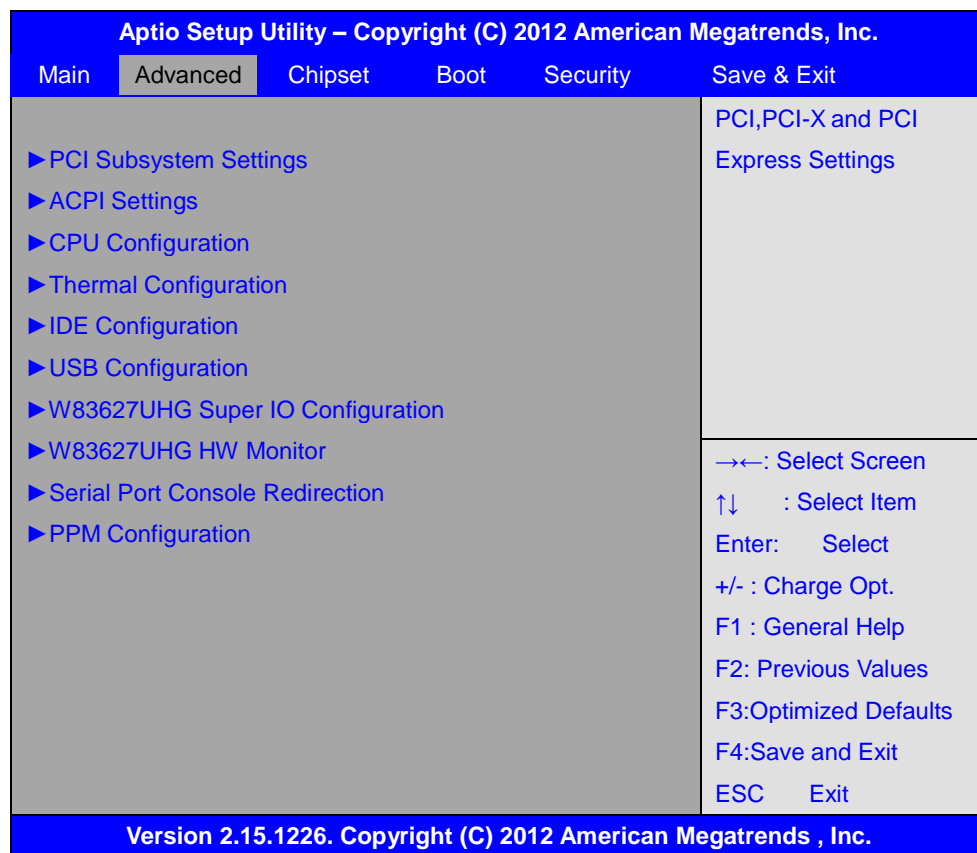 Aptio Setup Utility – Copyright (C) 2012 American Megatrends, Inc.
Main Advanced Chipset Boot Security Save & Exit
►PCI Subsystem Settings
►ACPI Settings
►CPU Configuration
►Thermal Configuration
►IDE Configuration
►USB Configuration
►W83627UHG Super IO Configuration
►W83627UHG HW Monitor
►Serial Port Console Redirection
►PPM Configuration
PCI,PCI-X and PCI
Express Settings
→←: Select Screen
↑↓ : Select Item
Enter: Select
+/- : Charge Opt.
F1 : General Help
F2: Previous Values
F3:Optimized Defaults
F4:Save and Exit
ESC Exit
Version 2.15.1226. Copyright (C) 2012 American Megatrends , Inc.